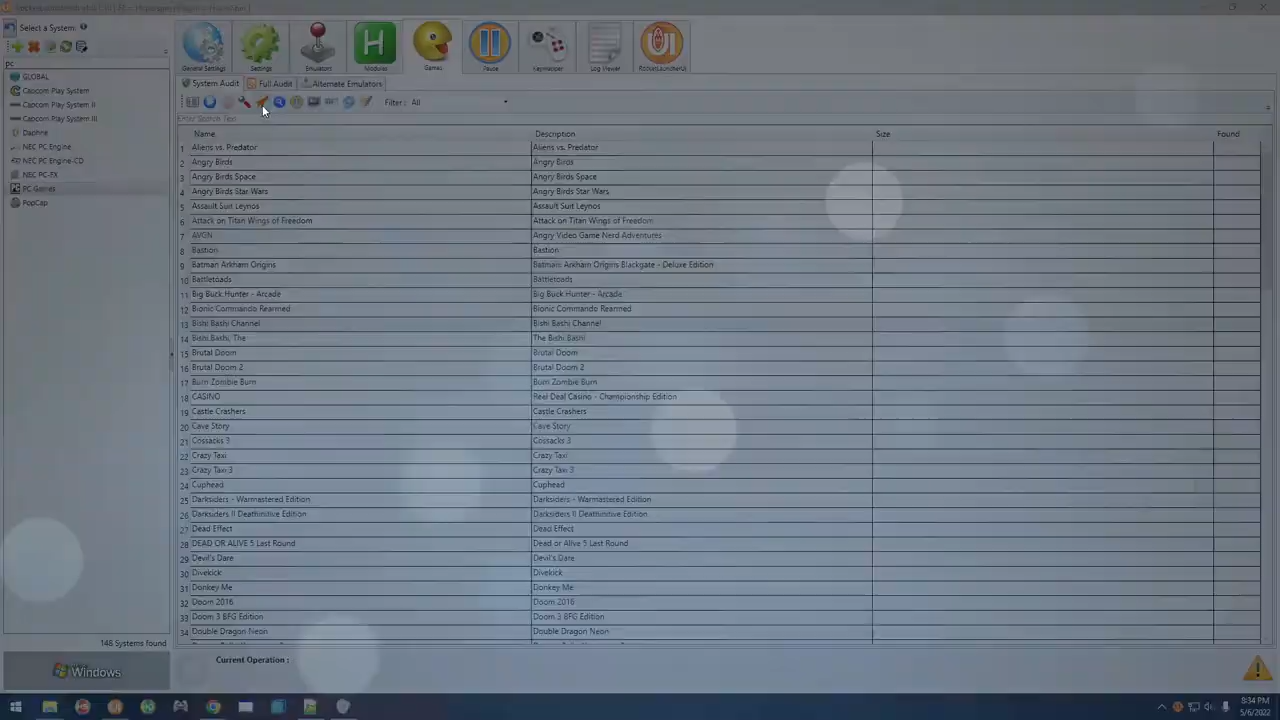 Select a System:
General Settings
Settings
Emulators
Modules
Games
Pause
Keymapper
Log Viewer
RocketLauncherUI
pc
System Audit
Full Audit
Alternate Emulators
Filter : All
Enter Search Text
GLOBAL
Capcom Play System
Capcom Play System II
Capcom Play System III
Daphne
NEC PC Engine
NEC PC Engine-CD
NEC PC-FX
PC Games
PopCap
Name Description Size Found
1 Aliens vs. Predator Aliens vs. Predator
2 Angry Birds Angry Birds
3 Angry Birds Space Angry Birds Space
4 Angry Birds Star Wars Angry Birds Star Wars
5 Assault Suit Leynos Assault Suit Leynos
6 Attack on Titan Wings of Freedom Attack on Titan Wings of Freedom
7 AVGN Angry Video Game Nerd Adventures
8 Bastion Bastion
9 Batman Arkham Origins Batman Arkham Origins Blackgate - Deluxe Edition
10 Battletoads Battletoads
11 Big Buck Hunter - Arcade Big Buck Hunter - Arcade
12 Bionic Commando Rearmed Bionic Commando Rearmed
13 Bishi Bashi Channel Bishi Bashi Channel
14 Bishi Bashi, The The Bishi Bashi
15 Brutal Doom Brutal Doom
16 Brutal Doom 2 Brutal Doom 2
17 Burn Zombie Burn Burn Zombie Burn
18 CASINO Reel Deal Casino - Championship Edition
19 Castle Crashers Castle Crashers
20 Cave Story Cave Story
21 Cossacks 3 Cossacks 3
22 Crazy Taxi Crazy Taxi
23 Crazy Taxi 3 Crazy Taxi 3
24 Cuphead Cuphead
25 Darksiders - Warmastered Edition Darksiders - Warmastered Edition
26 Darksiders II Deathinitive Edition Darksiders II Deathinitive Edition
27 Dead Effect Dead Effect
28 DEAD OR ALIVE 5 Last Round Dead or Alive 5 Last Round
29 Devil's Dare Devil's Dare
30 Divekick Divekick
31 Donkey Me Donkey Me
32 Doom 2016 Doom 2016
33 Doom 3 BFG Edition Doom 3 BFG Edition
34 Double Dragon Neon Double Dragon Neon
148 Systems found
Windows
Current Operation :
8:34 PM
5/6/2022